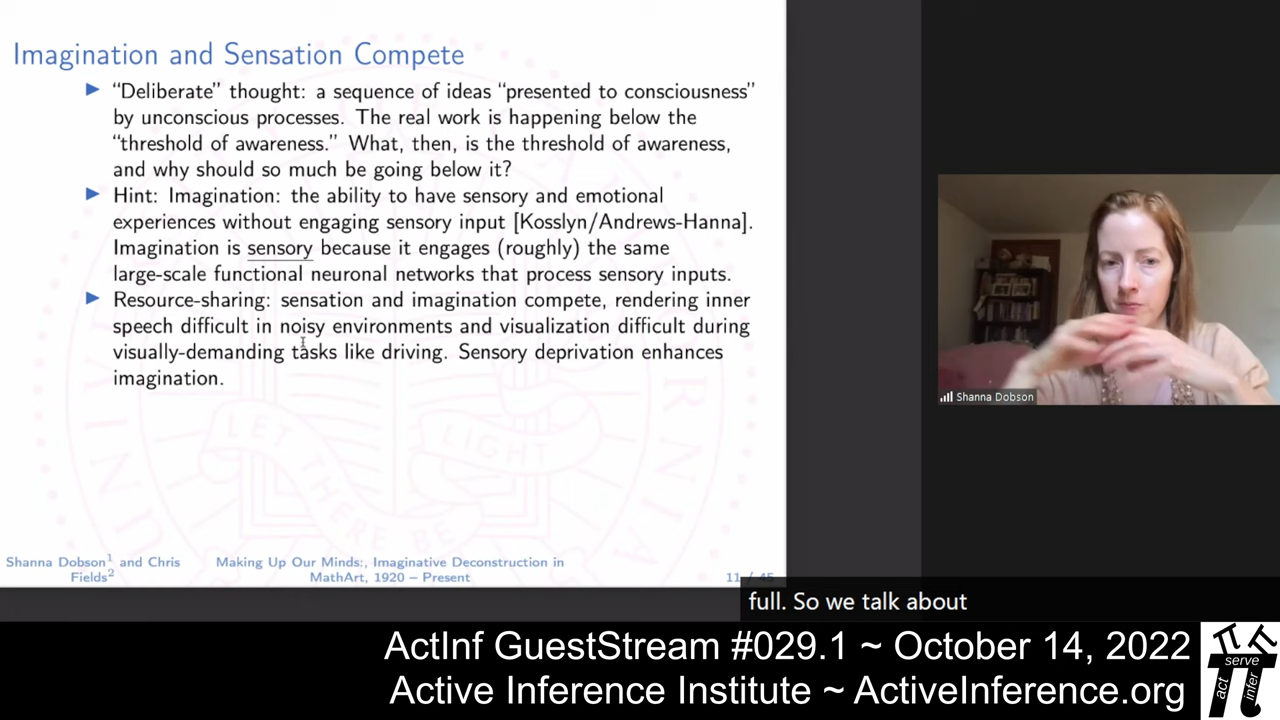 Imagination and Sensation Compete
▶ “Deliberate” thought: a sequence of ideas “presented to consciousness”
by unconscious processes. The real work is happening below the
“threshold of awareness.” What, then, is the threshold of awareness,
and why should so much be going below it?
▶ Hint: Imagination: the ability to have sensory and emotional
experiences without engaging sensory input [Kosslyn/Andrews-Hanna].
Imagination is sensory because it engages (roughly) the same
large-scale functional neuronal networks that process sensory inputs.
▶ Resource-sharing: sensation and imagination compete, rendering inner
speech difficult in noisy environments and visualization difficult during
visually-demanding tasks like driving. Sensory deprivation enhances
imagination.
LET THERE BE LIGHT
Shanna Dobson¹ and Chris
Fields²
Making Up Our Minds:, Imaginative Deconstruction in
MathArt, 1920 – Present
11 / 45
Shanna Dobson
full. So we talk about
ActInf GuestStream #029.1 ~ October 14, 2022
Active Inference Institute ~ ActiveInference.org
act
serve
infer